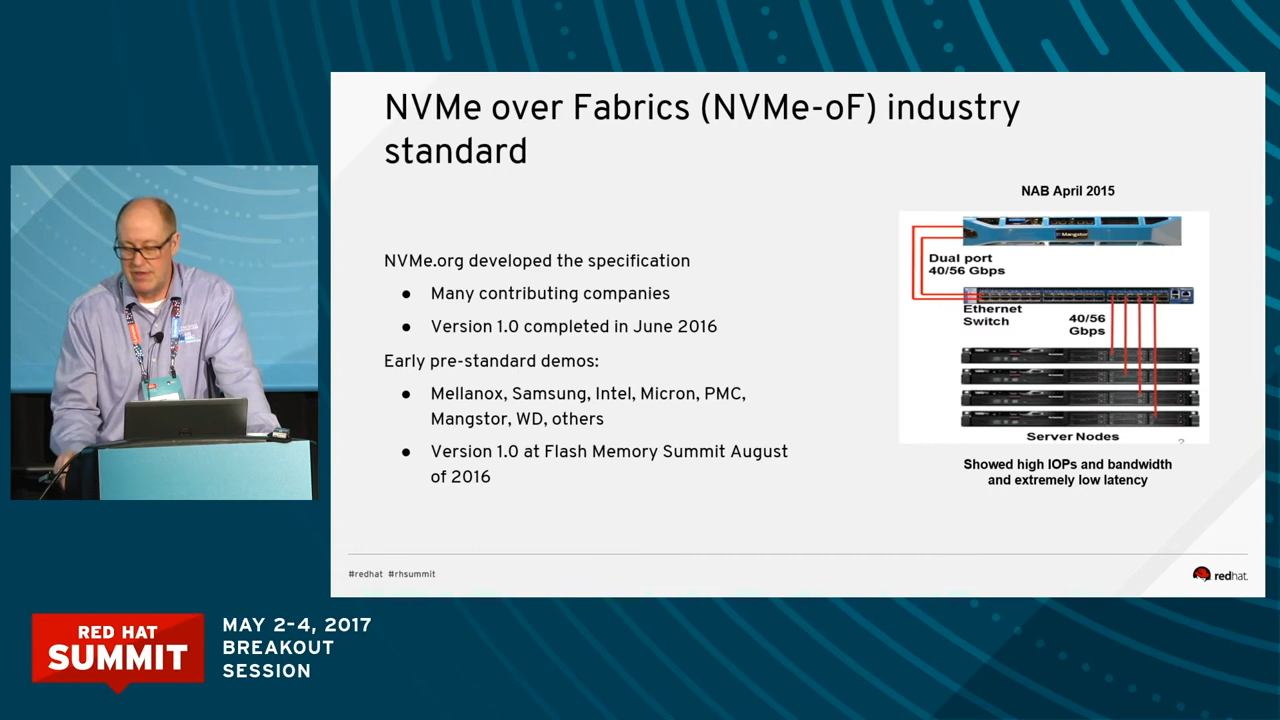 NVMe over Fabrics (NVMe-oF) industry
standard
NVMe.org developed the specification
● Many contributing companies
● Version 1.0 completed in June 2016
Early pre-standard demos:
● Mellanox, Samsung, Intel, Micron, PMC,
Mangstor, WD, others
● Version 1.0 at Flash Memory Summit August
of 2016
NAB April 2015
Mangstor
Dual port
40/56 Gbps
Ethernet
Switch
40/56
Gbps
Server Nodes
2
Showed high IOPs and bandwidth
and extremely low latency
#redhat #rhsummit
redhat.
RED HAT
SUMMIT
MAY 2–4, 2017
BREAKOUT
SESSION